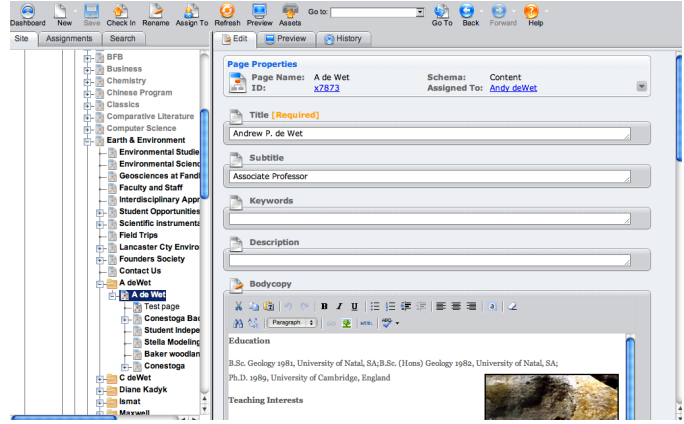 Dashboard New Save Check In Rename Assign To Refresh Preview Assets Go to: Go To Back Forward Help
Site Assignments Search
BFB
Business
Chemistry
Chinese Program
Classics
Comparative Literature
Computer Science
Earth & Environment
Environmental Studie
Environmental Scienc
Geosciences at Fandl
Faculty and Staff
Interdisciplinary Appr
Student Opportunities
Scientific instrumenta
Field Trips
Lancaster Cty Enviro
Founders Society
Contact Us
A deWet
A de Wet
Test page
Conestoga Bac
Student Indepe
Stella Modeling
Baker woodlan
Conestoga
C deWet
Diane Kadyk
Ismat
Maxwell
Edit Preview History
Page Properties
Page Name: A de Wet Schema: Content
ID: x7873 Assigned To: Andy deWet
Title [Required]
Andrew P. de Wet
Subtitle
Associate Professor
Keywords
Description
Bodycopy
B I U
Paragraph HTML ABC
Education
B.Sc. Geology 1981, University of Natal, SA;B.Sc. (Hons) Geology 1982, University of Natal, SA;
Ph.D. 1989, University of Cambridge, England
Teaching Interests